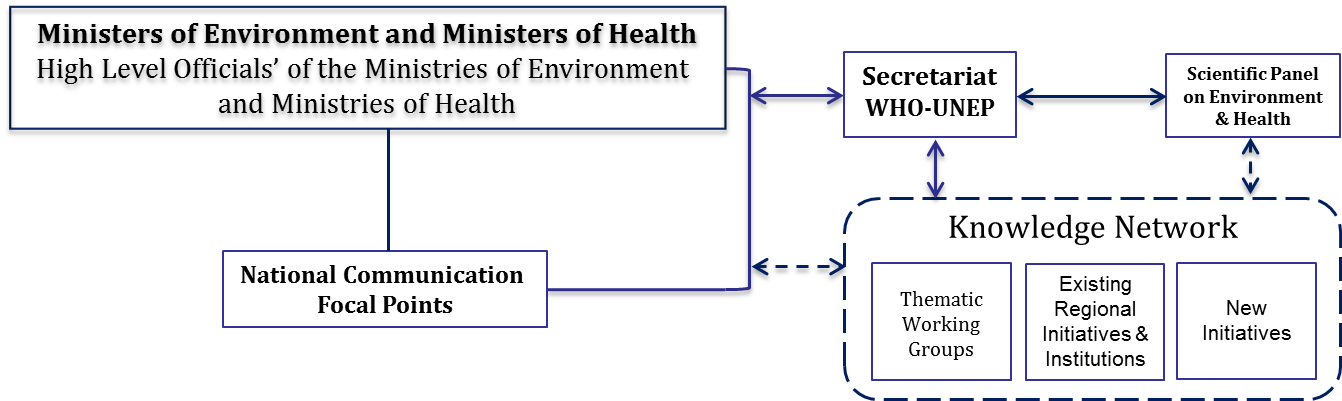 Ministers of Environment and Ministers of Health
High Level Officials’ of the Ministries of Environment
and Ministries of Health
Secretariat
WHO-UNEP
Scientific Panel
on Environment
& Health
National Communication
Focal Points
Knowledge Network
Thematic
Working
Groups
Existing
Regional
Initiatives &
Institutions
New
Initiatives